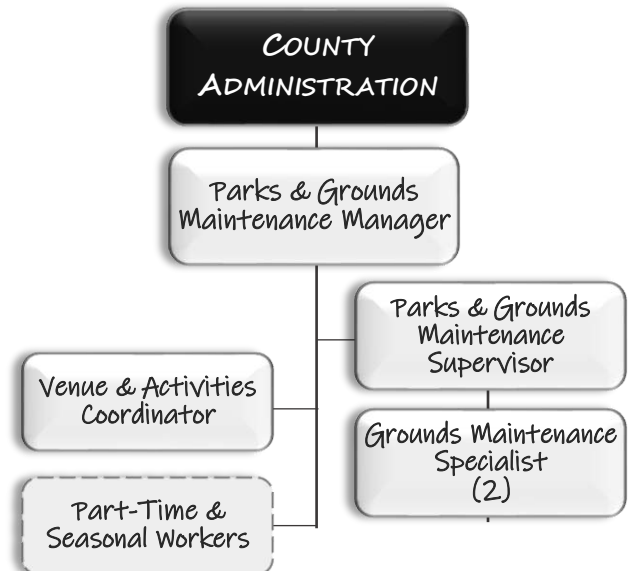 COUNTY
ADMINISTRATION
Parks & Grounds
Maintenance Manager
Parks & Grounds
Maintenance
Supervisor
Venue & Activities
Coordinator
Grounds Maintenance
Specialist
(2)
Part-Time &
Seasonal Workers